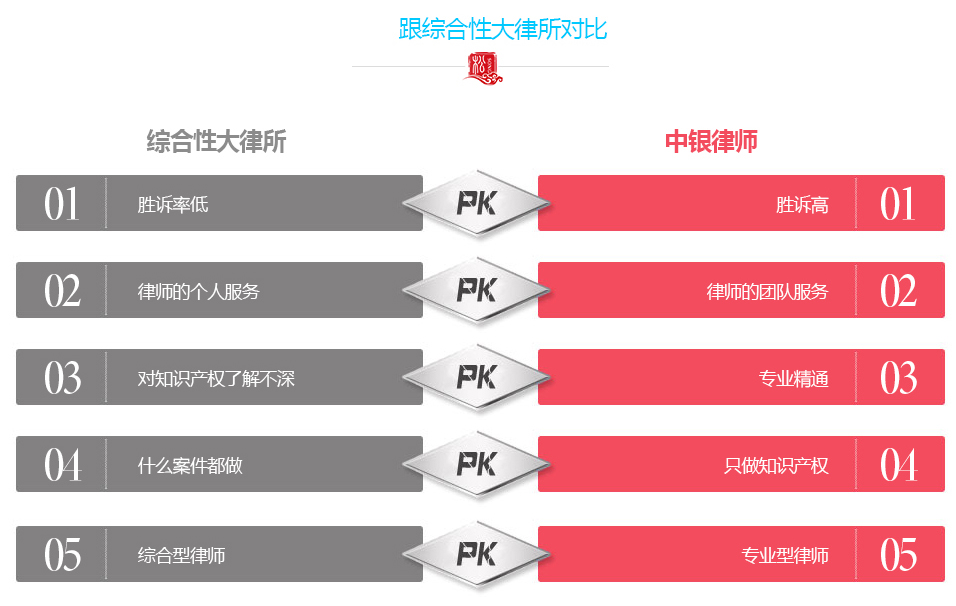 跟综合性大律所对比
松
综合性大律所
中银律师
01 胜诉率低 PK 胜诉高 01
02 律师的个人服务 PK 律师的团队服务 02
03 对知识产权了解不深 PK 专业精通 03
04 什么案件都做 PK 只做知识产权 04
05 综合型律师 PK 专业型律师 05